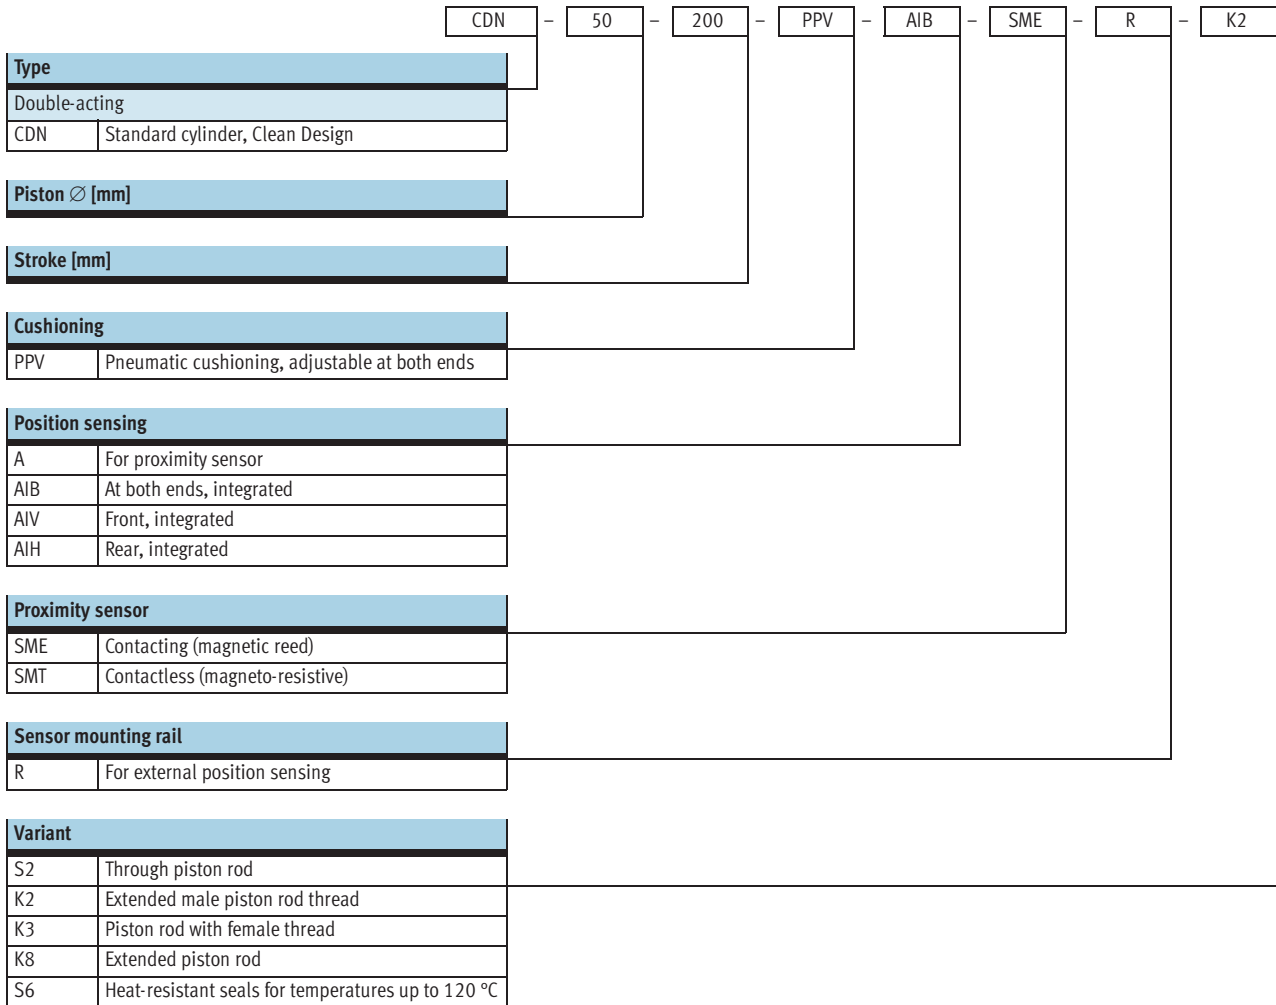 CDN – 50 – 200 – PPV – AIB – SME – R – K2
Type
Double-acting
CDN Standard cylinder, Clean Design
Piston ∅ [mm]
Stroke [mm]
Cushioning
PPV Pneumatic cushioning, adjustable at both ends
Position sensing
A For proximity sensor
AIB At both ends, integrated
AIV Front, integrated
AIH Rear, integrated
Proximity sensor
SME Contacting (magnetic reed)
SMT Contactless (magneto-resistive)
Sensor mounting rail
R For external position sensing
Variant
S2 Through piston rod
K2 Extended male piston rod thread
K3 Piston rod with female thread
K8 Extended piston rod
S6 Heat-resistant seals for temperatures up to 120 °C